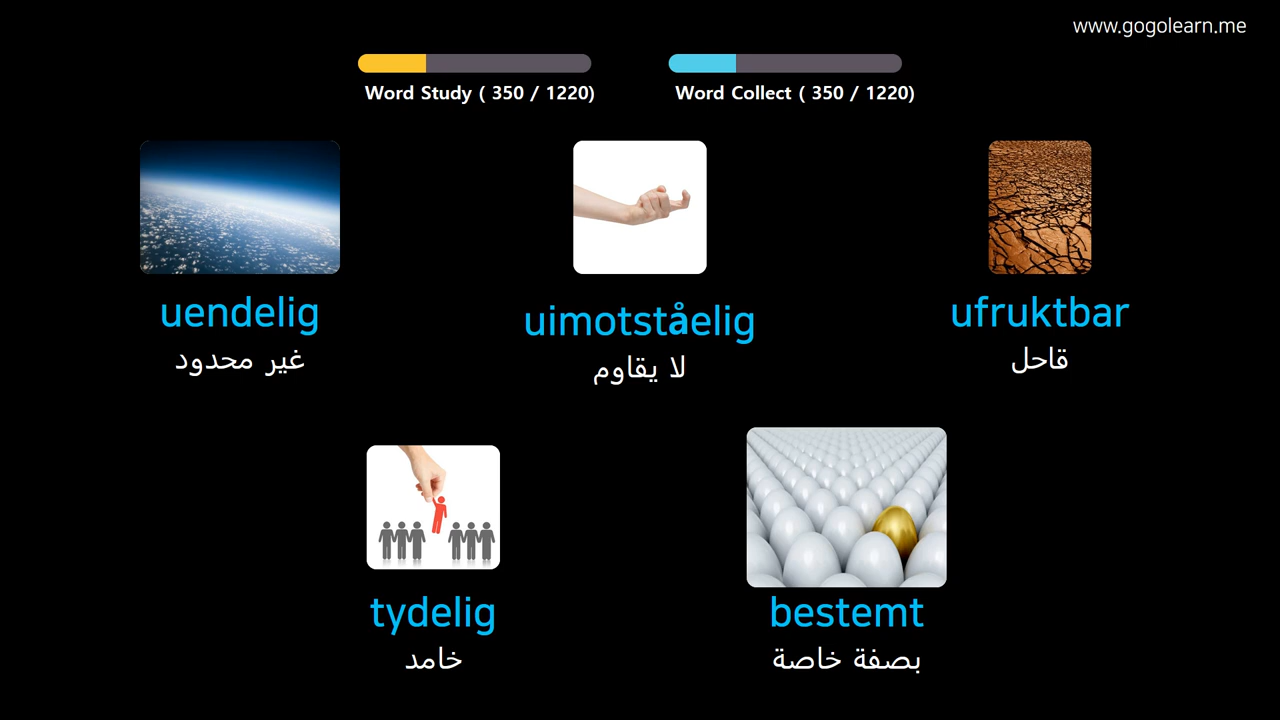 www.gogolearn.me
Word Study ( 350 / 1220)
Word Collect ( 350 / 1220)
uendelig
غير محدود
uimotståelig
لا يقاوم
ufruktbar
قاحل
tydelig
خامد
bestemt
بصفة خاصة